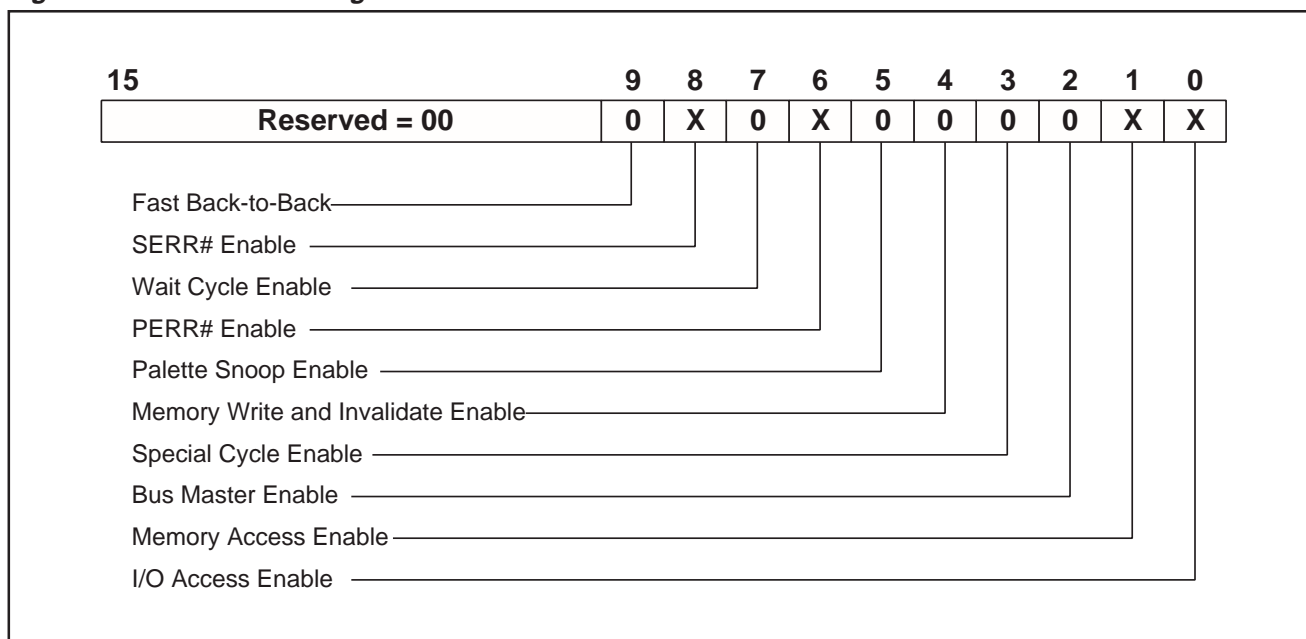 15 9 8 7 6 5 4 3 2 1 0
Reserved = 00 0 X 0 X 0 0 0 0 X X
Fast Back-to-Back
SERR# Enable
Wait Cycle Enable
PERR# Enable
Palette Snoop Enable
Memory Write and Invalidate Enable
Special Cycle Enable
Bus Master Enable
Memory Access Enable
I/O Access Enable